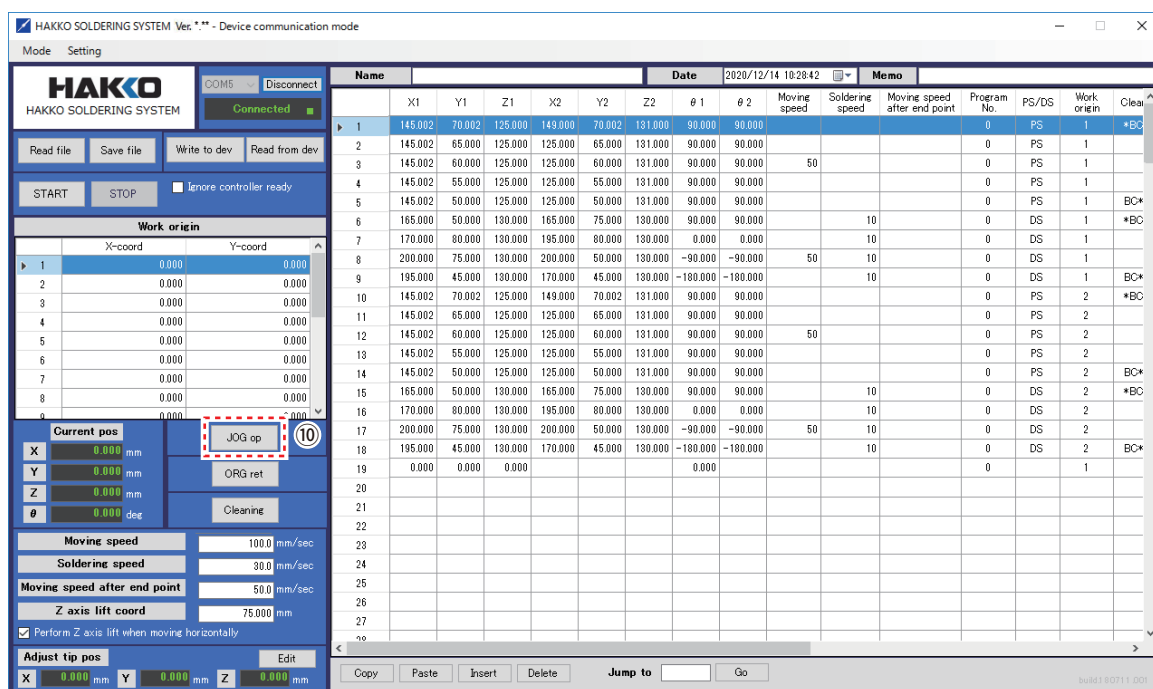 HAKKO SOLDERING SYSTEM Ver. *.** - Device communication mode
Mode Setting
HAKKO
HAKKO SOLDERING SYSTEM
COM5 Disconnect
Connected
Read file Save file Write to dev Read from dev
START STOP Ignore controller ready
Work origin
X-coord Y-coord
1 0.000 0.000
2 0.000 0.000
3 0.000 0.000
4 0.000 0.000
5 0.000 0.000
6 0.000 0.000
7 0.000 0.000
8 0.000 0.000
9 0.000 0.000
Current pos
X 0.000 mm
Y 0.000 mm
Z 0.000 mm
θ 0.000 deg
JOG op ⑩
ORG ret
Cleaning
Moving speed 100.0 mm/sec
Soldering speed 30.0 mm/sec
Moving speed after end point 50.0 mm/sec
Z axis lift coord 75.000 mm
Perform Z axis lift when moving horizontally
Adjust tip pos Edit
X 0.000 mm Y 0.000 mm Z 0.000 mm
Name Date 2020/12/14 10:28:42 Memo
X1 Y1 Z1 X2 Y2 Z2 θ 1 θ 2 Moving speed Soldering speed Moving speed after end point Program No. PS/DS Work origin Clea
1 145.002 70.002 125.000 149.000 70.002 131.000 90.000 90.000 0 PS 1 *BC
2 145.002 65.000 125.000 125.000 65.000 131.000 90.000 90.000 0 PS 1
3 145.002 60.000 125.000 125.000 60.000 131.000 90.000 90.000 50 0 PS 1
4 145.002 55.000 125.000 125.000 55.000 131.000 90.000 90.000 0 PS 1
5 145.002 50.000 125.000 125.000 50.000 131.000 90.000 90.000 0 PS 1 BC*
6 165.000 50.000 130.000 165.000 75.000 130.000 90.000 90.000 10 0 DS 1 *BC
7 170.000 80.000 130.000 195.000 80.000 130.000 0.000 0.000 10 0 DS 1
8 200.000 75.000 130.000 200.000 50.000 130.000 -90.000 -90.000 50 10 0 DS 1
9 195.000 45.000 130.000 170.000 45.000 130.000 -180.000 -180.000 10 0 DS 1 BC*
10 145.002 70.002 125.000 149.000 70.002 131.000 90.000 90.000 0 PS 2 *BC
11 145.002 65.000 125.000 125.000 65.000 131.000 90.000 90.000 0 PS 2
12 145.002 60.000 125.000 125.000 60.000 131.000 90.000 90.000 50 0 PS 2
13 145.002 55.000 125.000 125.000 55.000 131.000 90.000 90.000 0 PS 2
14 145.002 50.000 125.000 125.000 50.000 131.000 90.000 90.000 0 PS 2 BC*
15 165.000 50.000 130.000 165.000 75.000 130.000 90.000 90.000 10 0 DS 2 *BC
16 170.000 80.000 130.000 195.000 80.000 130.000 0.000 0.000 10 0 DS 2
17 200.000 75.000 130.000 200.000 50.000 130.000 -90.000 -90.000 50 10 0 DS 2
18 195.000 45.000 130.000 170.000 45.000 130.000 -180.000 -180.000 10 0 DS 2 BC*
19 0.000 0.000 0.000 0.000 0 1
20
21
22
23
24
25
26
27
28
Copy Paste Insert Delete Jump to Go